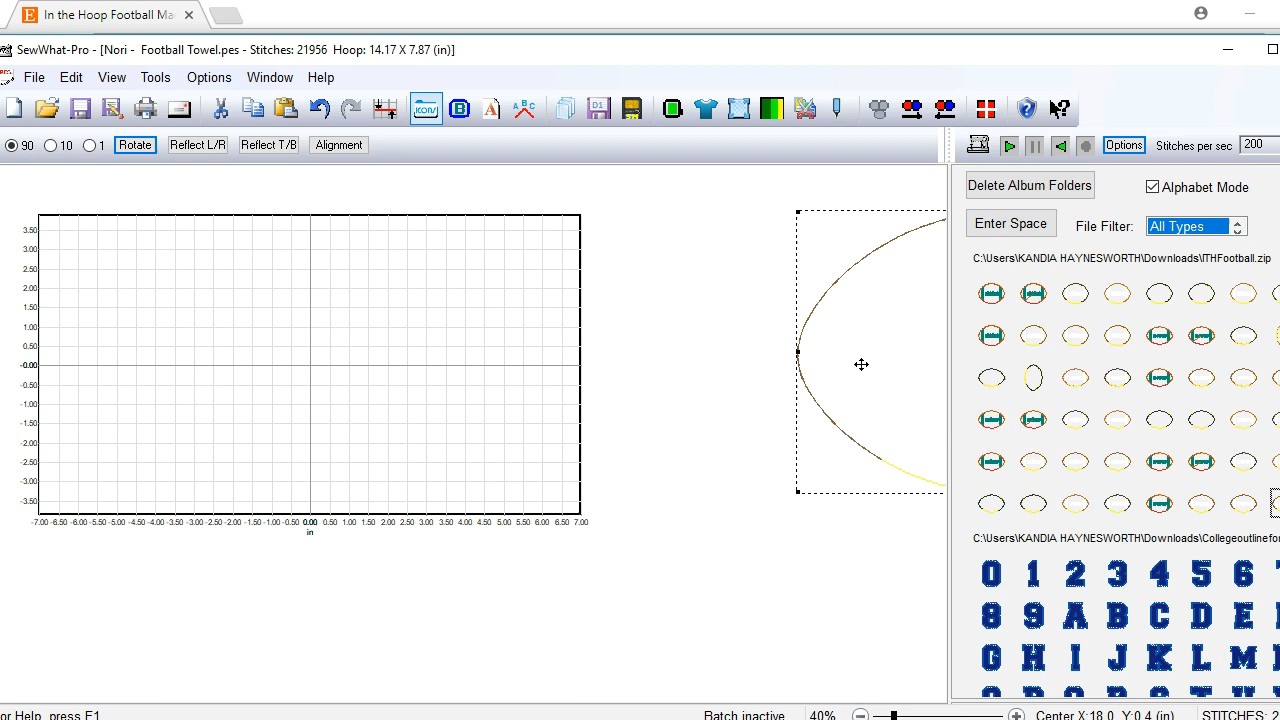 In the Hoop Football Ma
SewWhat-Pro - [Nori - Football Towel.pes - Stitches: 21956 Hoop: 14.17 X 7.87 (in)]
File Edit View Tools Options Window Help
ICON B A ABC D1 ?
90 10 1 Rotate Reflect L/R Reflect T/B Alignment Options Stitches per sec 200
Delete Album Folders Alphabet Mode
Enter Space File Filter: All Types
C:\Users\KANDIA HAYNESWORTH\Downloads\ITHFootball.zip
3.50
3.00
2.50
2.00
1.50
1.00
0.50
-0.00
-0.50
-1.00
-1.50
-2.00
-2.50
-3.00
-3.50
-7.00 -6.50 -6.00 -5.50 -5.00 -4.50 -4.00 -3.50 -3.00 -2.50 -2.00 -1.50 -1.00 -0.50 0.00 0.50 1.00 1.50 2.00 2.50 3.00 3.50 4.00 4.50 5.00 5.50 6.00 6.50 7.00
in
C:\Users\KANDIA HAYNESWORTH\Downloads\Collegeoutlinefor
0 1 2 3 4 5 6
8 9 A B C D E
G H I J K L M
or Help, press F1 Batch inactive 40% Center X:18.0 Y:0.4 (in) STITCHES: 2